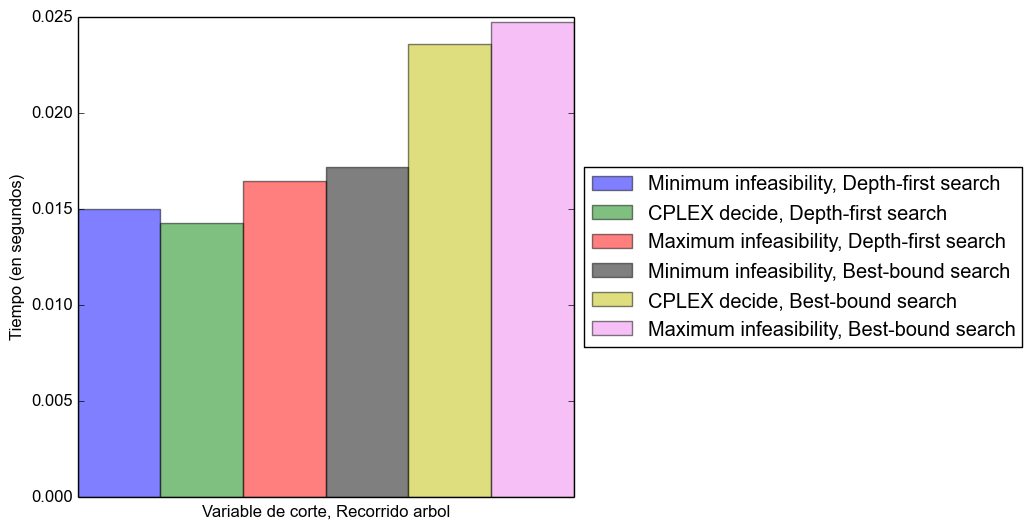 0.025
0.020
0.015
0.010
0.005
0.000
Tiempo (en segundos)
Variable de corte, Recorrido arbol
Minimum infeasibility, Depth-first search
CPLEX decide, Depth-first search
Maximum infeasibility, Depth-first search
Minimum infeasibility, Best-bound search
CPLEX decide, Best-bound search
Maximum infeasibility, Best-bound search